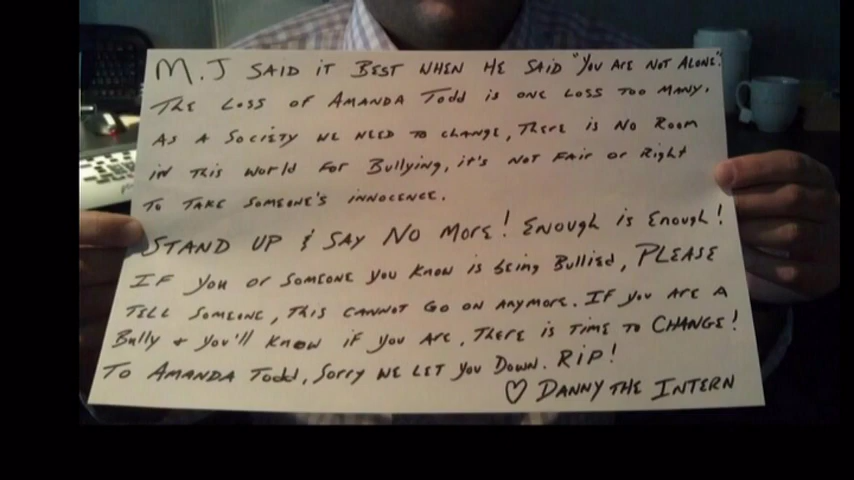 M.J SAID iT BEST WHEN HE SAiD "You ARE NOT ALONE".
THE LOSS OF AMANDA Todd is ONE LOSS TOO MANY.
AS A SociETY WE NEED TO CHANGE, THERE is No Room
iN THiS WORLD FOR Bullying, iT'S NOT FAiR OR Right
TO TAKE SOMEONE'S iNNOCENCE.
STAND UP & SAY NO MORE! ENOUGH iS ENOUGH!
IF You OR SOMEONE You KNOW is being Bullied, PLEASE
TELL SOMEONE, THiS CANNOT GO ON ANYMORE. IF You ARE A
Bully & You'll KNOW iF you ARE, THERE is TiME TO CHANGE!
TO AMANDA Todd, Sorry WE LET You DOWN. RiP!
♡ DANNY THE INTERN